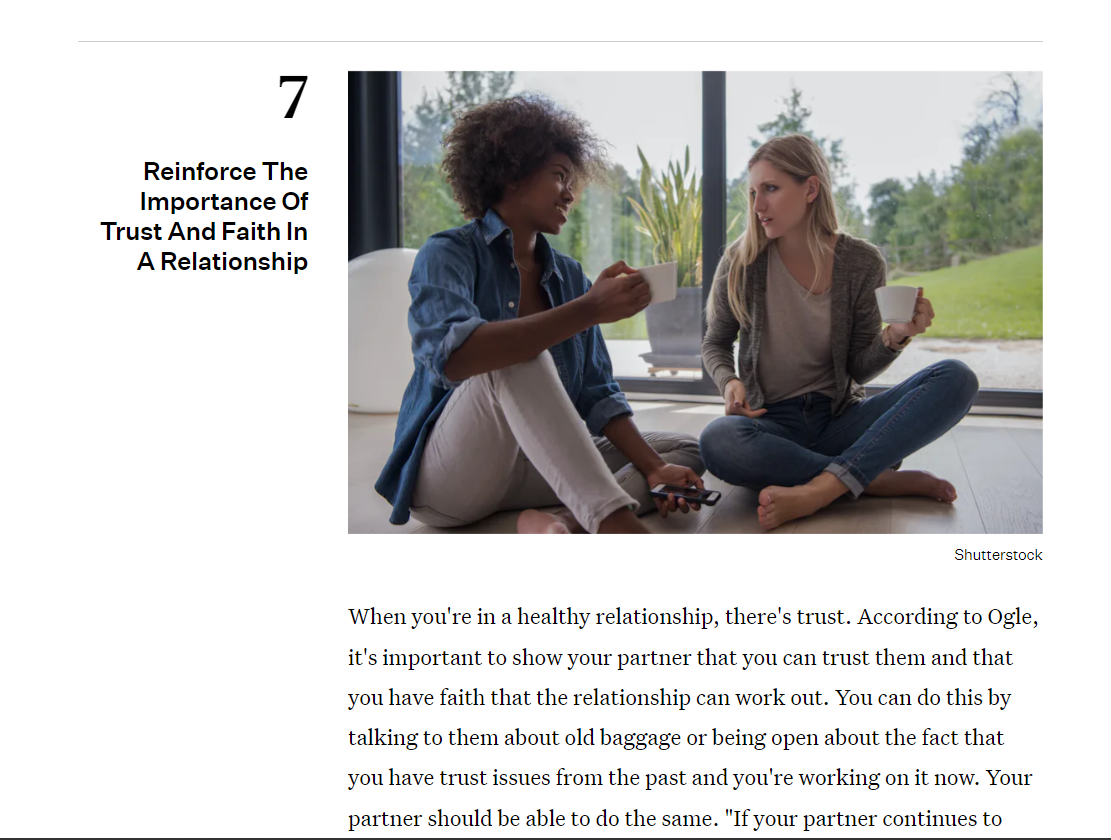 7
Reinforce The
Importance Of
Trust And Faith In
A Relationship
Shutterstock
When you're in a healthy relationship, there's trust. According to Ogle,
it's important to show your partner that you can trust them and that
you have faith that the relationship can work out. You can do this by
talking to them about old baggage or being open about the fact that
you have trust issues from the past and you're working on it now. Your
partner should be able to do the same. "If your partner continues to